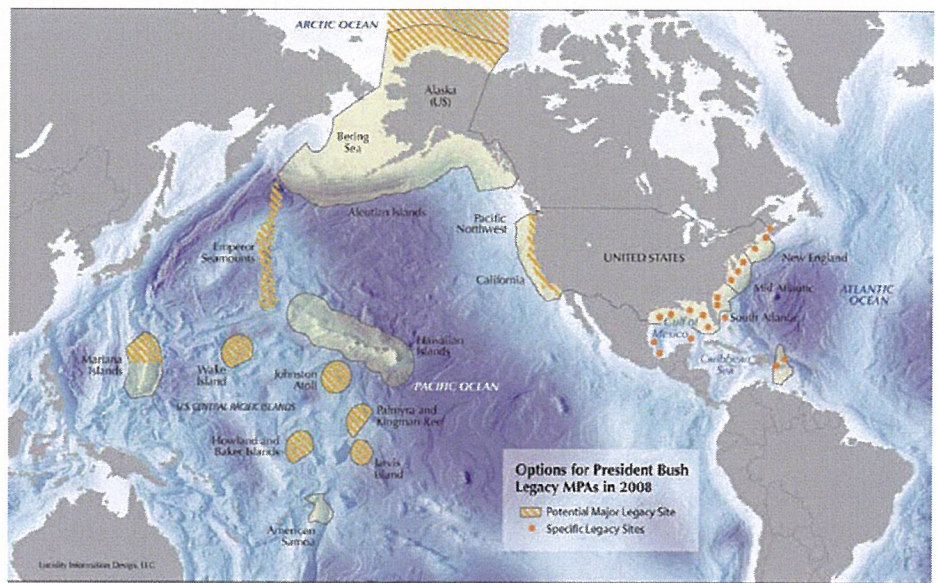 ARCTIC OCEAN
Alaska
(US)
Bering
Sea
Aleutian Islands
Pacific
Northwest
Emperor
Seamounts
UNITED STATES
New England
California
Mid Atlantic
ATLANTIC
OCEAN
South Atlantic
Gulf of
Mexico
Hawaiian
Islands
Mariana
Islands
Wake
Island
Johnston
Atoll
Caribbean
Sea
PACIFIC OCEAN
U.S. CENTRAL PACIFIC ISLANDS
Palmyra and
Kingman Reef
Howland and
Baker Islands
Jarvis
Island
American
Samoa
Options for President Bush
Legacy MPAs in 2008
Potential Major Legacy Site
Specific Legacy Sites
Lucidity Information Design, LLC